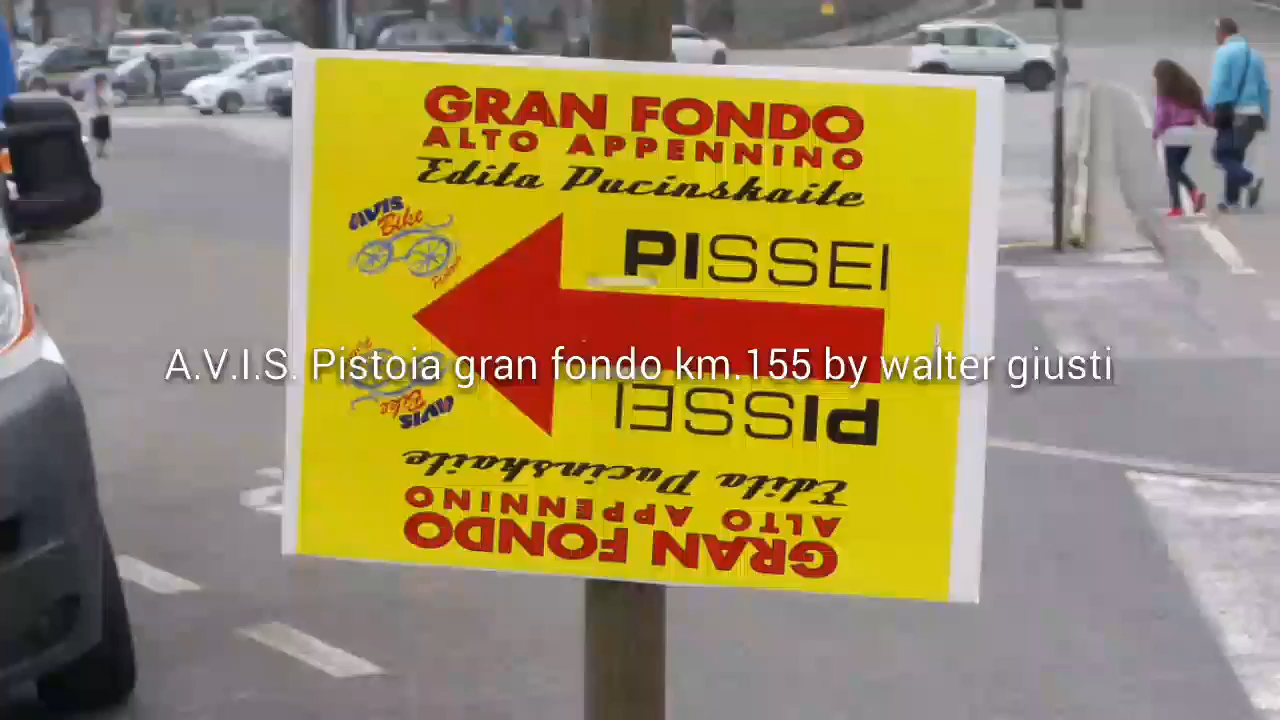 GRAN FONDO
ALTO APPENNINO
Edita Pucinskaite
AVIS
Bike
Pistoia
PISSEI
A.V.I.S. Pistoia gran fondo km.155 by walter giusti
PISSEI
AVIS
Bike
Edita Pucinskaite
ALTO APPENNINO
GRAN FONDO